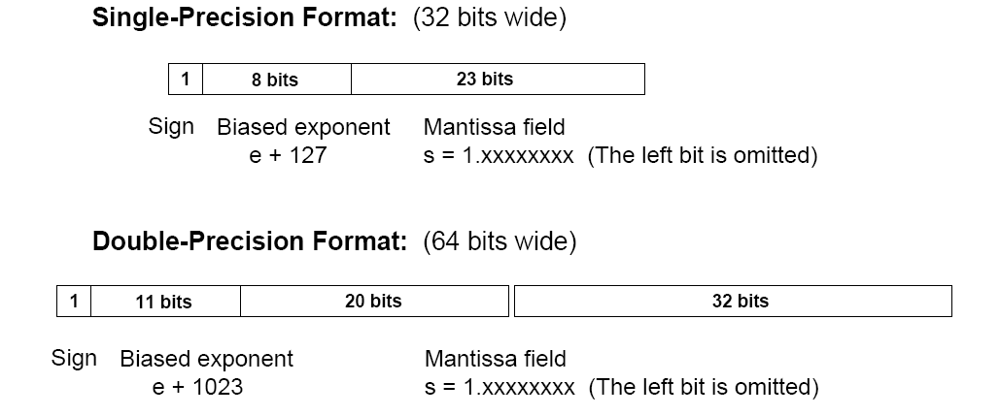 Single-Precision Format: (32 bits wide)
1 8 bits 23 bits
Sign Biased exponent Mantissa field
e + 127 s = 1.xxxxxxxx (The left bit is omitted)
Double-Precision Format: (64 bits wide)
1 11 bits 20 bits 32 bits
Sign Biased exponent Mantissa field
e + 1023 s = 1.xxxxxxxx (The left bit is omitted)